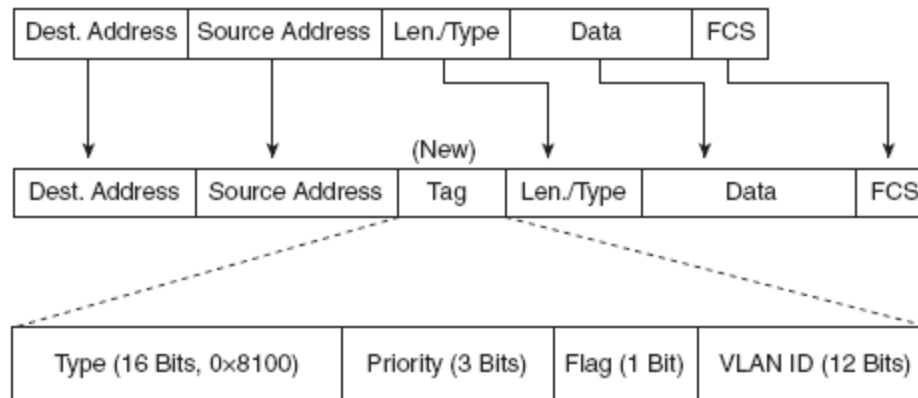 Dest. Address Source Address Len./Type Data FCS
(New)
Dest. Address Source Address Tag Len./Type Data FCS
Type (16 Bits, 0×8100) Priority (3 Bits) Flag (1 Bit) VLAN ID (12 Bits)